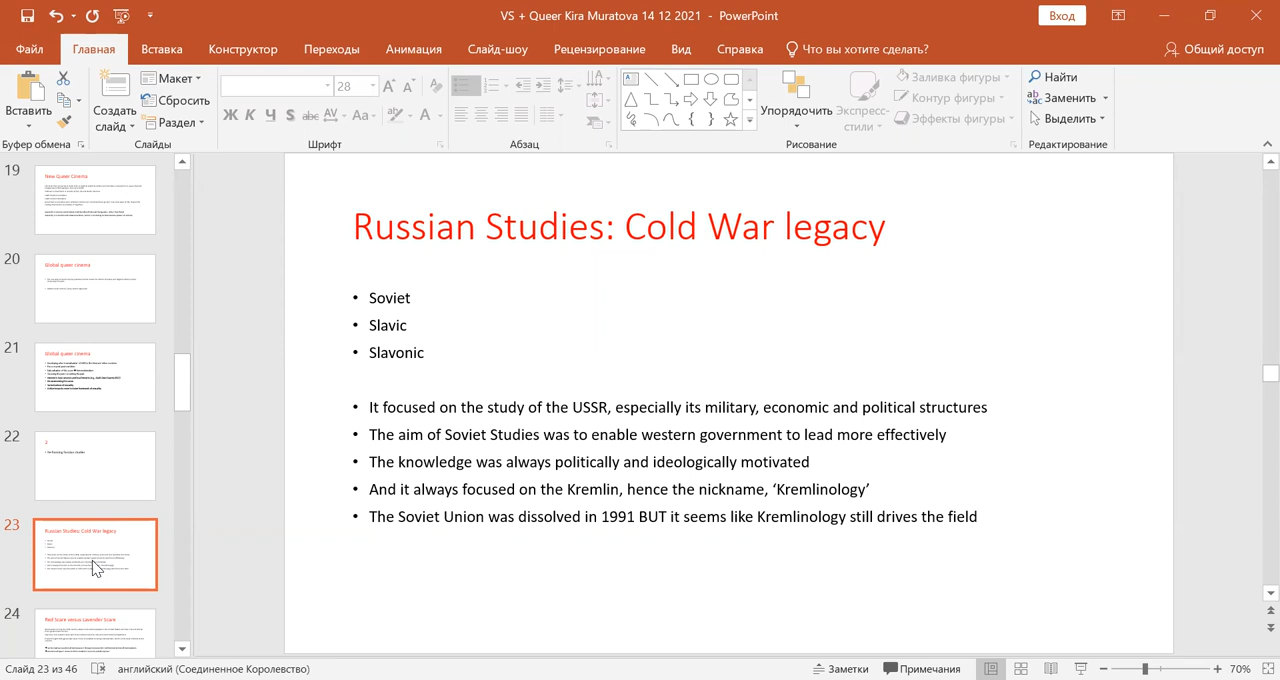 VS + Queer Kira Muratova 14 12 2021 - PowerPoint
Вход
Файл Главная Вставка Конструктор Переходы Анимация Слайд-шоу Рецензирование Вид Справка Что вы хотите сделать? Общий доступ
Вставить
Создать слайд
Макет
Сбросить
Раздел
28
Ж К Ч S abc AV Aa A
Упорядочить
Экспресс-стили
Заливка фигуры
Контур фигуры
Эффекты фигуры
Найти
Заменить
Выделить
Буфер обмена Слайды Шрифт Абзац Рисование Редактирование
19
New Queer Cinema
20
Global queer cinema
21
Global queer cinema
22
2
23
Russian Studies: Cold War legacy
24
Red Scare versus Lavender Scare
Russian Studies: Cold War legacy
• Soviet
• Slavic
• Slavonic
• It focused on the study of the USSR, especially its military, economic and political structures
• The aim of Soviet Studies was to enable western government to lead more effectively
• The knowledge was always politically and ideologically motivated
• And it always focused on the Kremlin, hence the nickname, ‘Kremlinology’
• The Soviet Union was dissolved in 1991 BUT it seems like Kremlinology still drives the field
Слайд 23 из 46 английский (Соединенное Королевство) Заметки Примечания 70%